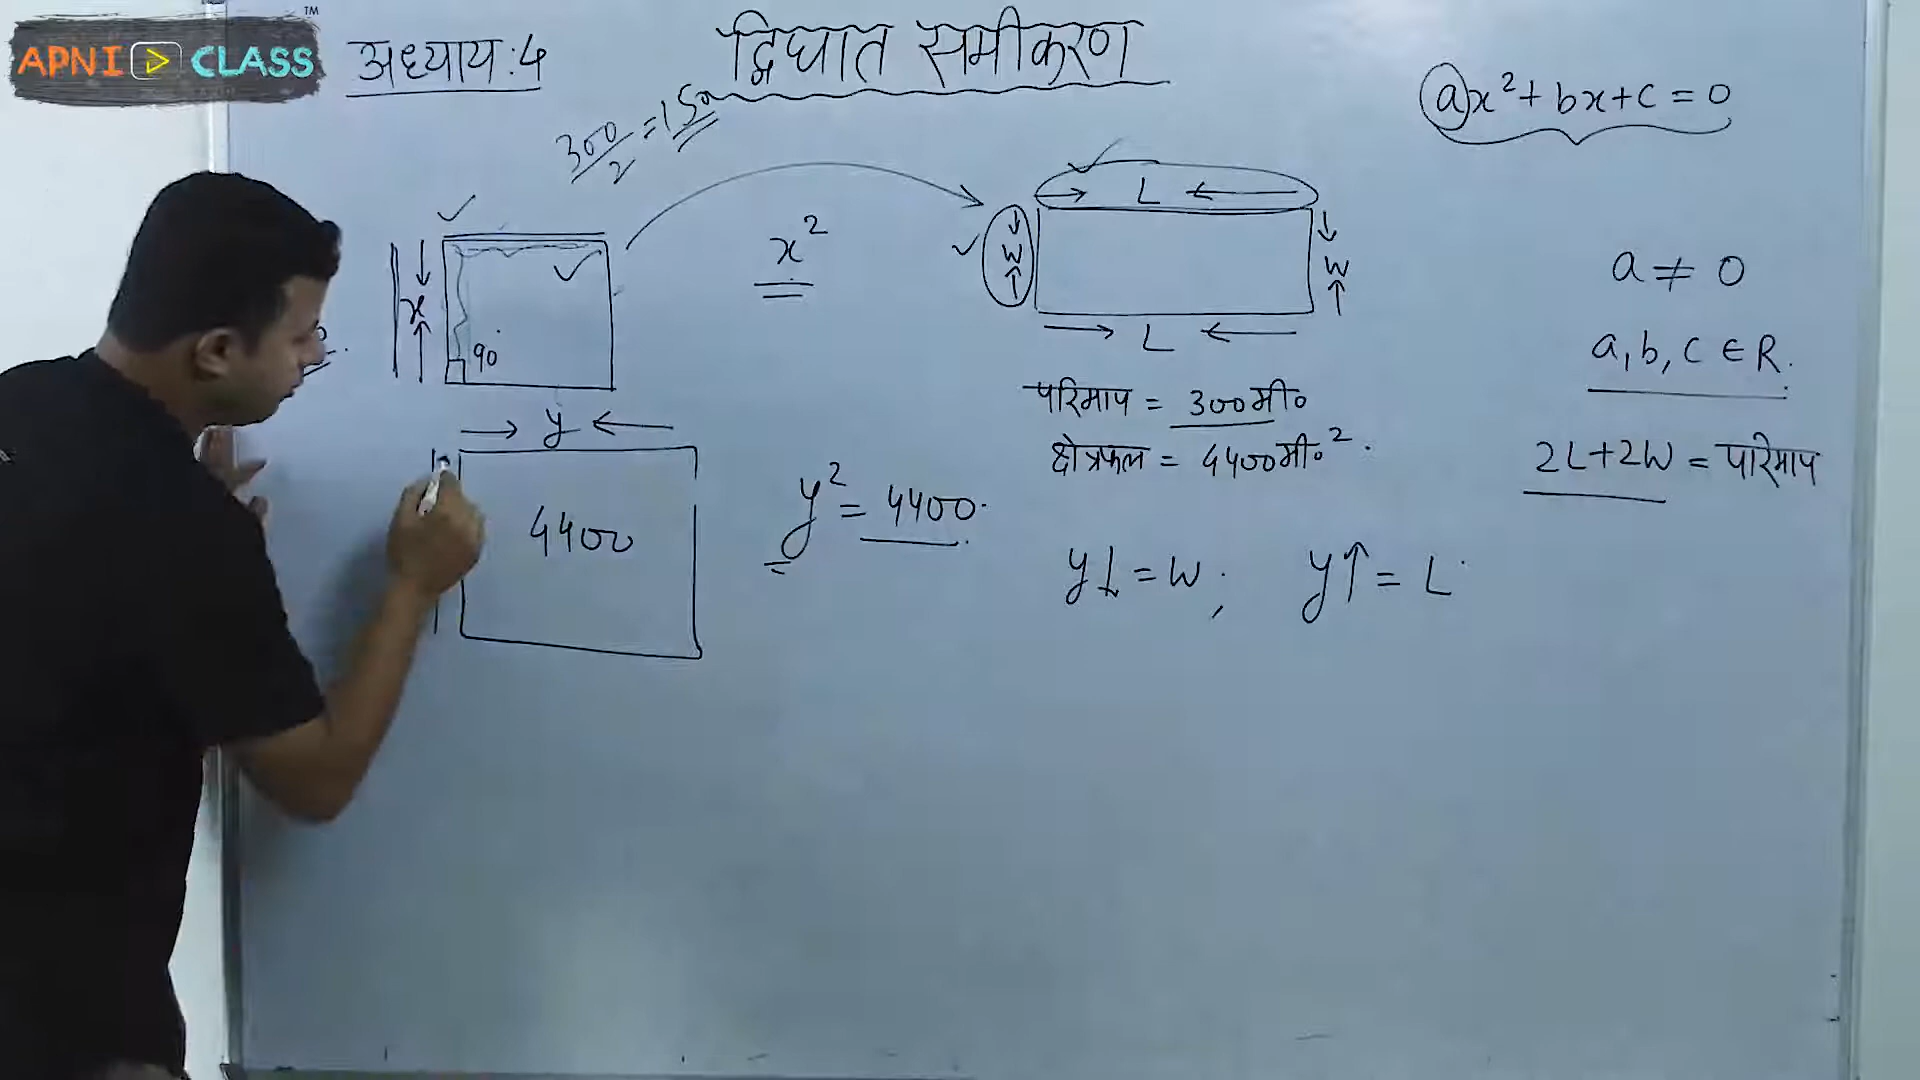 APNI CLASS TM
अध्याय:4
द्विघात समीकरण
ax²+bx+c=0
300/2=150
x
90
x²
L
W
W
L
a≠0
a,b,c∈R.
परिमाप = 300मी०
क्षेत्रफल = 4400मी०².
2L+2W = परिमाप
y
4400
y² = 4400.
y↓=W; y↑=L